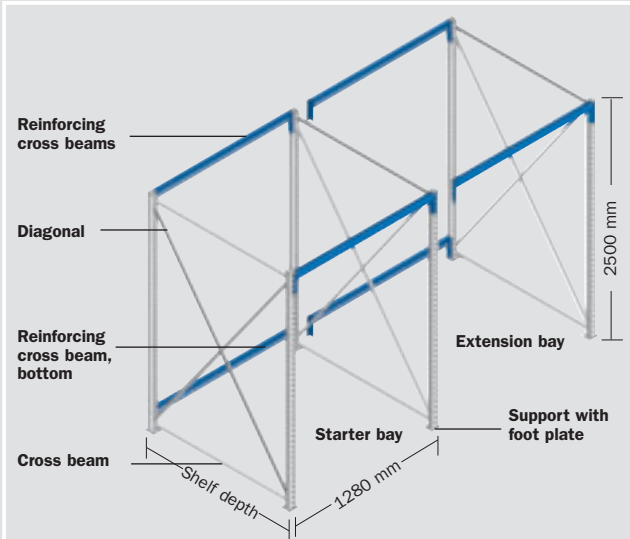 Reinforcing
cross beams
Diagonal
2500 mm
Reinforcing
cross beam,
bottom
Extension bay
Support with
foot plate
Starter bay
Cross beam
Shelf depth
1280 mm